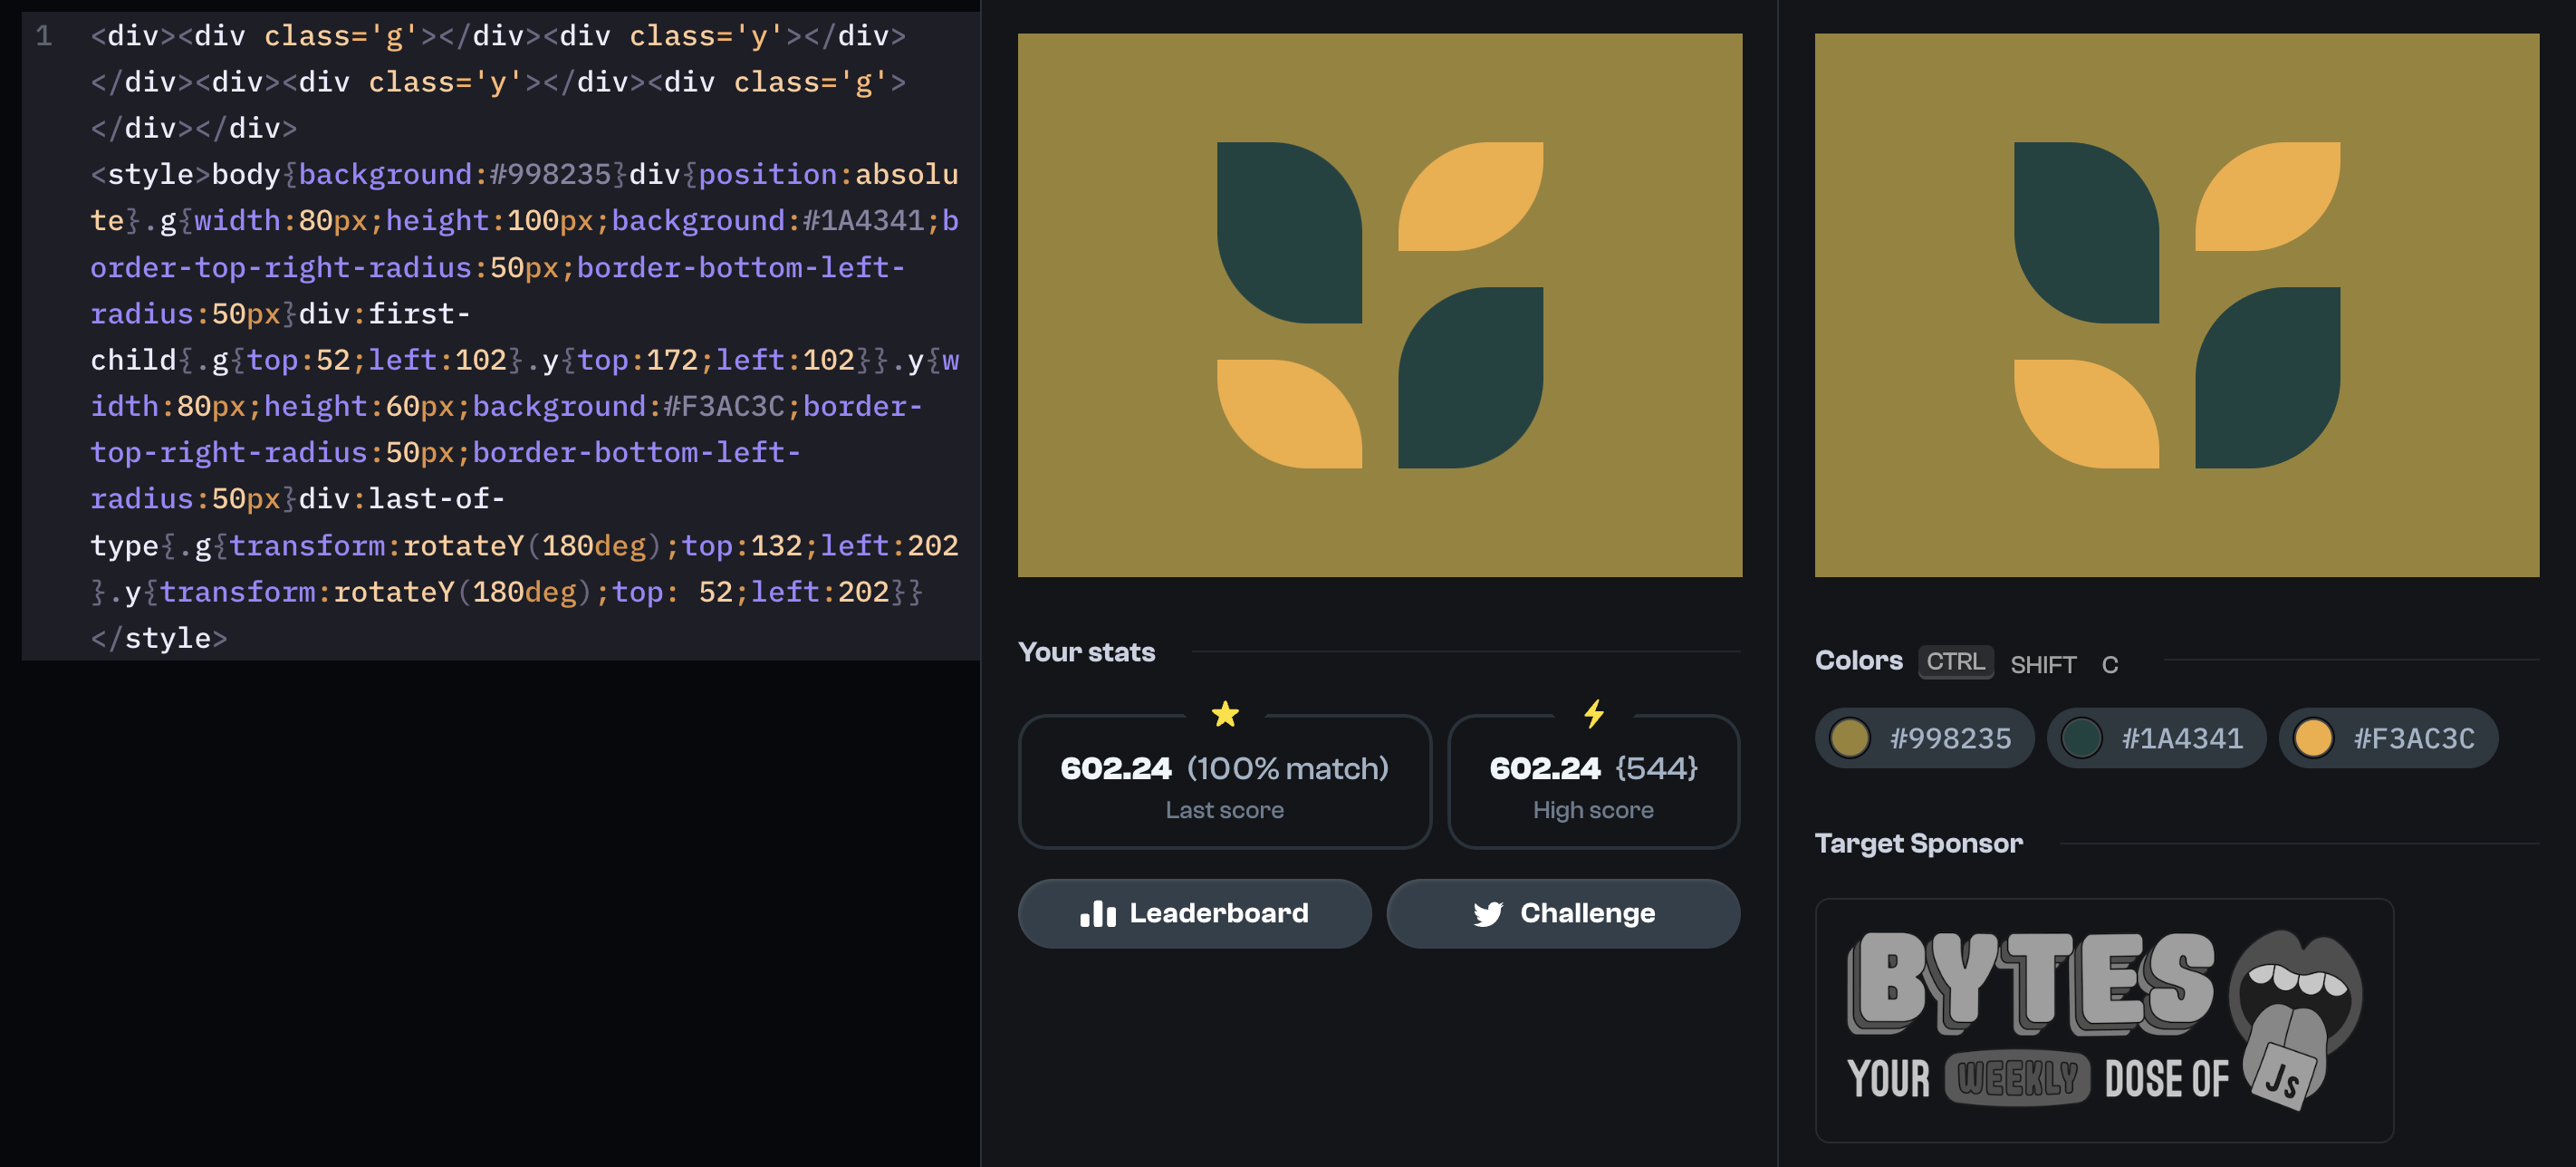 1
<div><div class='g'></div><div class='y'></div>
</div><div><div class='y'></div><div class='g'>
</div></div>
<style>body{background:#998235}div{position:absolu
te}.g{width:80px;height:100px;background:#1A4341;b
order-top-right-radius:50px;border-bottom-left-
radius:50px}div:first-
child{.g{top:52;left:102}.y{top:172;left:102}}.y{w
idth:80px;height:60px;background:#F3AC3C;border-
top-right-radius:50px;border-bottom-left-
radius:50px}div:last-of-
type{.g{transform:rotateY(180deg);top:132;left:202
}.y{transform:rotateY(180deg);top: 52;left:202}}
</style>
Your stats
602.24 (100% match)
Last score
602.24 {544}
High score
Leaderboard
Challenge
Colors CTRL SHIFT C
#998235
#1A4341
#F3AC3C
Target Sponsor
BYTES
YOUR WEEKLY DOSE OF
Js